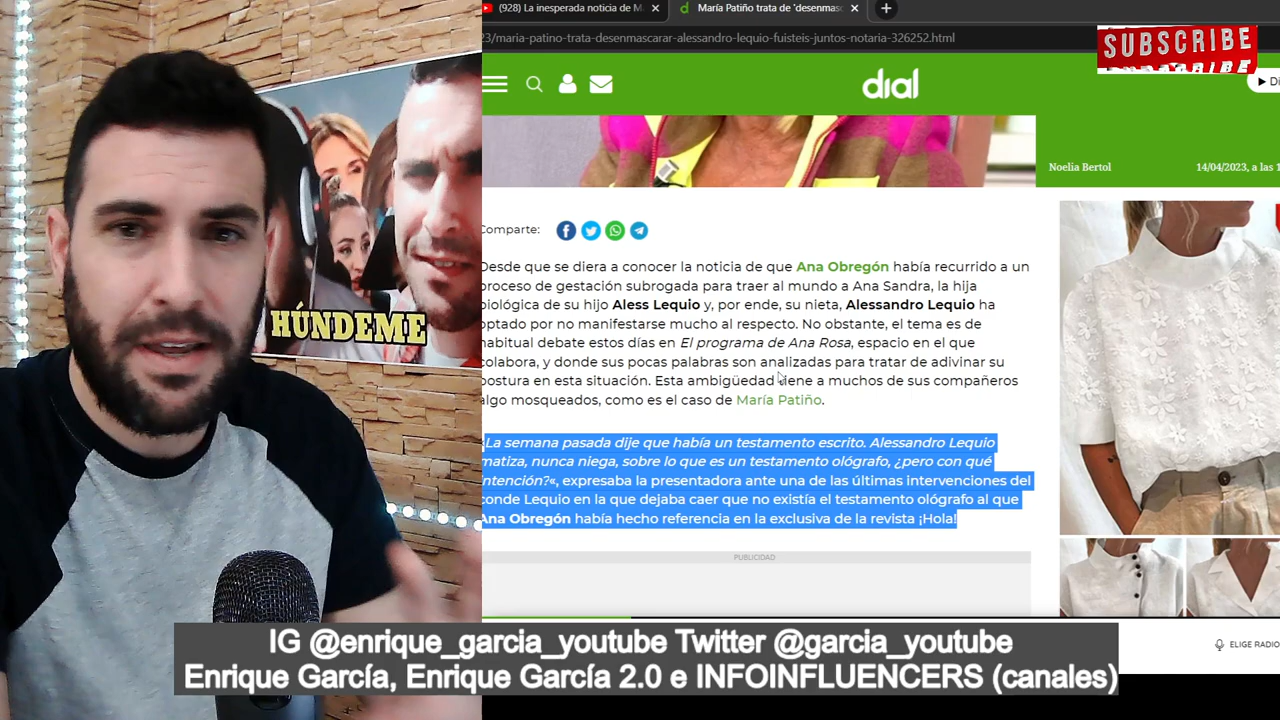 (928) La inesperada noticia de M
María Patiño trata de 'desenmasc
23/maria-patino-trata-desenmascarar-alessandro-lequio-fuisteis-juntos-notaria-326252.html
SUBSCRIBE
SUBSCRIBE
dial
Di
Noelia Bertol
14/04/2023, a las 1
HÚNDEME
Comparte:
Desde que se diera a conocer la noticia de que Ana Obregón había recurrido a un
proceso de gestación subrogada para traer al mundo a Ana Sandra, la hija
biológica de su hijo Aless Lequio y, por ende, su nieta, Alessandro Lequio ha
optado por no manifestarse mucho al respecto. No obstante, el tema es de
habitual debate estos días en El programa de Ana Rosa, espacio en el que
colabora, y donde sus pocas palabras son analizadas para tratar de adivinar su
postura en esta situación. Esta ambigüedad tiene a muchos de sus compañeros
algo mosqueados, como es el caso de María Patiño.
«La semana pasada dije que había un testamento escrito. Alessandro Lequio
matiza, nunca niega, sobre lo que es un testamento ológrafo, ¿pero con qué
intención?«, expresaba la presentadora ante una de las últimas intervenciones del
conde Lequio en la que dejaba caer que no existía el testamento ológrafo al que
Ana Obregón había hecho referencia en la exclusiva de la revista ¡Hola!
PUBLICIDAD
ELIGE RADIO
IG @enrique_garcia_youtube Twitter @garcia_youtube
Enrique García, Enrique García 2.0 e INFOINFLUENCERS (canales)